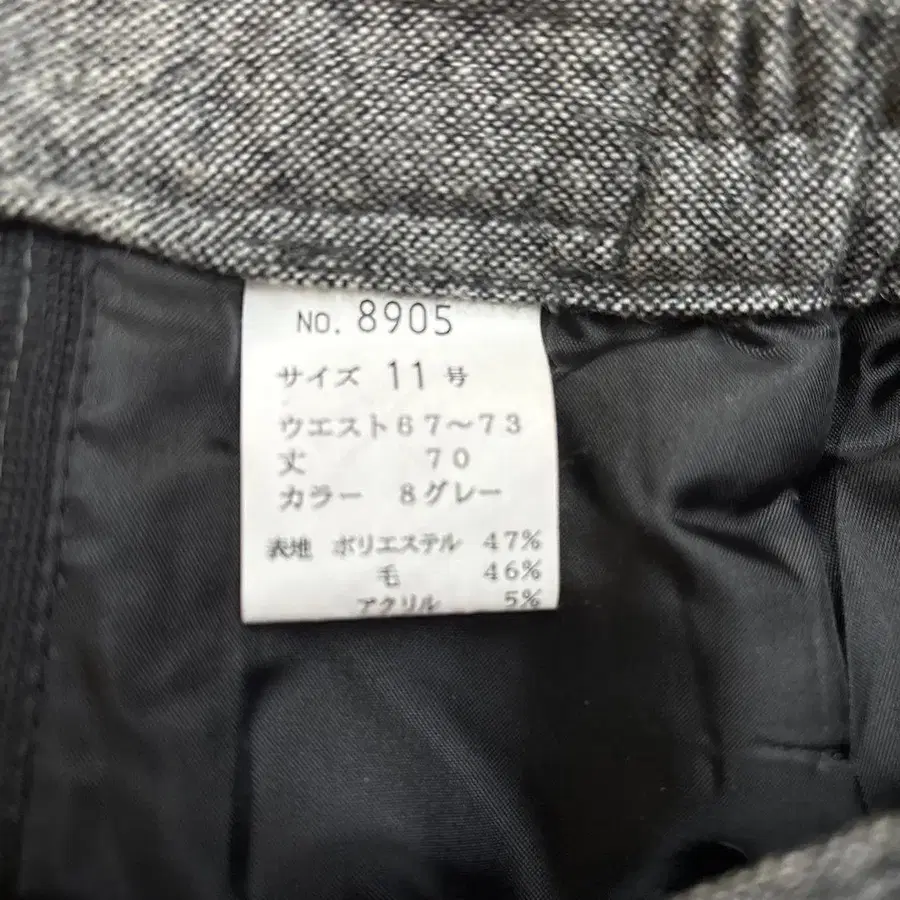 NO. 8905
サイズ 11 号
ウエスト67～73
丈 70
カラー 8グレー
表地 ポリエステル 47%
毛 46%
アクリル 5%